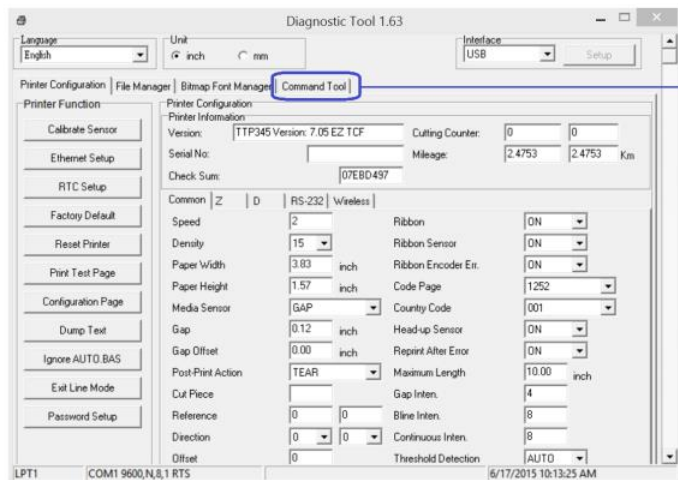 Diagnostic Tool 1.63
Language
English
Unit
inch
mm
Interface
USB
Setup
Printer Configuration
File Manager
Bitmap Font Manager
Command Tool
Printer Function
Calibrate Sensor
Ethernet Setup
RTC Setup
Factory Default
Reset Printer
Print Test Page
Configuration Page
Dump Text
Ignore AUTO.BAS
Exit Line Mode
Password Setup
Printer Configuration
Printer Information
Version: TTP345 Version: 7.05 EZ TCF
Cutting Counter: 0 0
Serial No:
Mileage: 2.4753 2.4753 Km
Check Sum: 07EBD497
Common Z D RS-232 Wireless
Speed 2 Ribbon ON
Density 15 Ribbon Sensor ON
Paper Width 3.83 inch Ribbon Encoder Err. ON
Paper Height 1.57 inch Code Page 1252
Media Sensor GAP Country Code 001
Gap 0.12 inch Head-up Sensor ON
Gap Offset 0.00 inch Reprint After Error ON
Post-Print Action TEAR Maximum Length 10.00 inch
Cut Piece Gap Inten. 4
Reference 0 0 Bline Inten. 8
Direction 0 0 Continuous Inten. 8
Offset 0 Threshold Detection AUTO
LPT1 COM1 9600,N,8,1 RTS 6/17/2015 10:13:25 AM